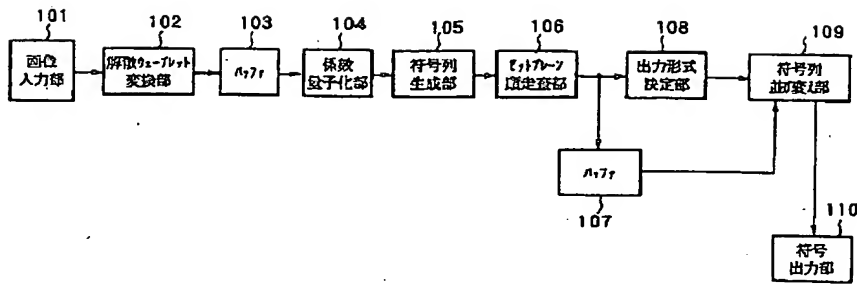 101
画像
入力部
102
離散ウェーブレット
変換部
103
バッファ
104
係数
量子化部
105
符号列
生成部
106
ビットプレーン
順走査部
108
出力形式
決定部
109
符号列
並び変え部
バッファ
107
110
符号
出力部